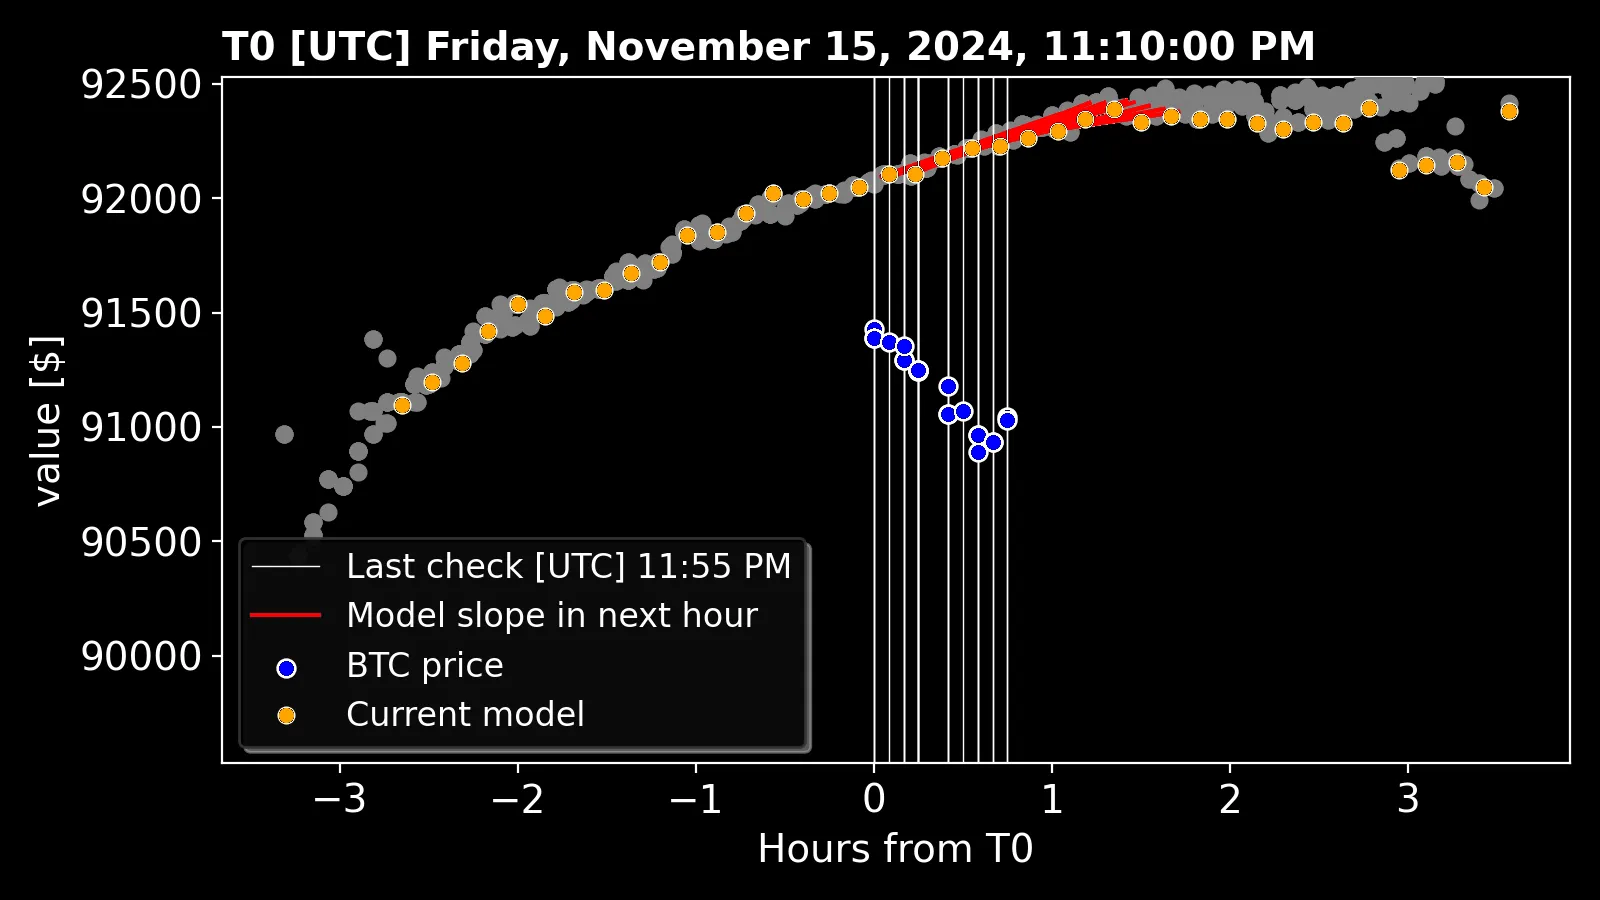 T0 [UTC] Friday, November 15, 2024, 11:10:00 PM
92500
92000
91500
91000
90500
90000
value [$]
Last check [UTC] 11:55 PM
Model slope in next hour
BTC price
Current model
−3 −2 −1 0 1 2 3
Hours from T0